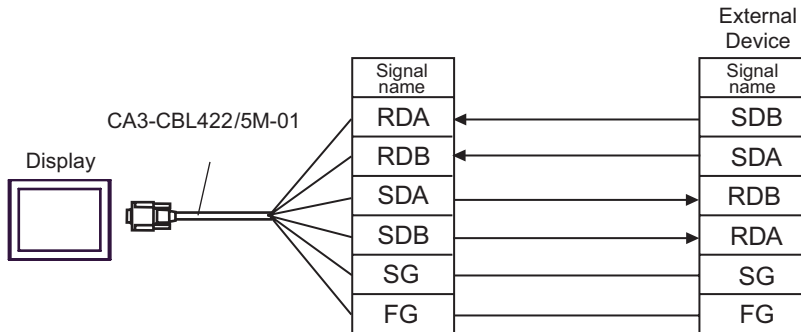 External
Device
Signal
name
Signal
name
CA3-CBL422/5M-01
RDA
SDB
Display
RDB
SDA
SDA
RDB
SDB
RDA
SG
SG
FG
FG